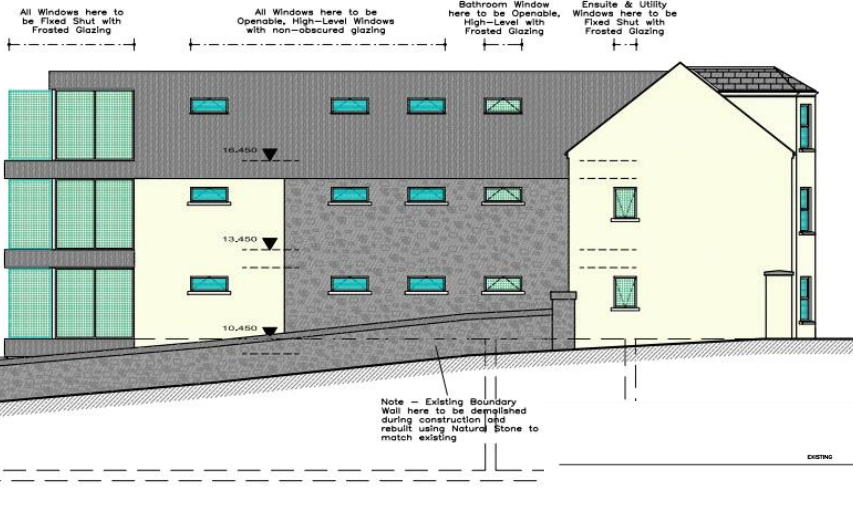 All Windows here to
be Fixed Shut with
Frosted Glazing
All Windows here to be
Openable, High-Level Windows
with non-obscured glazing
Bathroom Window
here to be Openable,
High-Level with
Frosted Glazing
Ensuite & Utility
Windows here to be
Fixed Shut with
Frosted Glazing
16.450
13.450
10.450
Note - Existing Boundary
Wall here to be demolished
during construction and
rebuilt using Natural Stone to
match existing
EXISTING